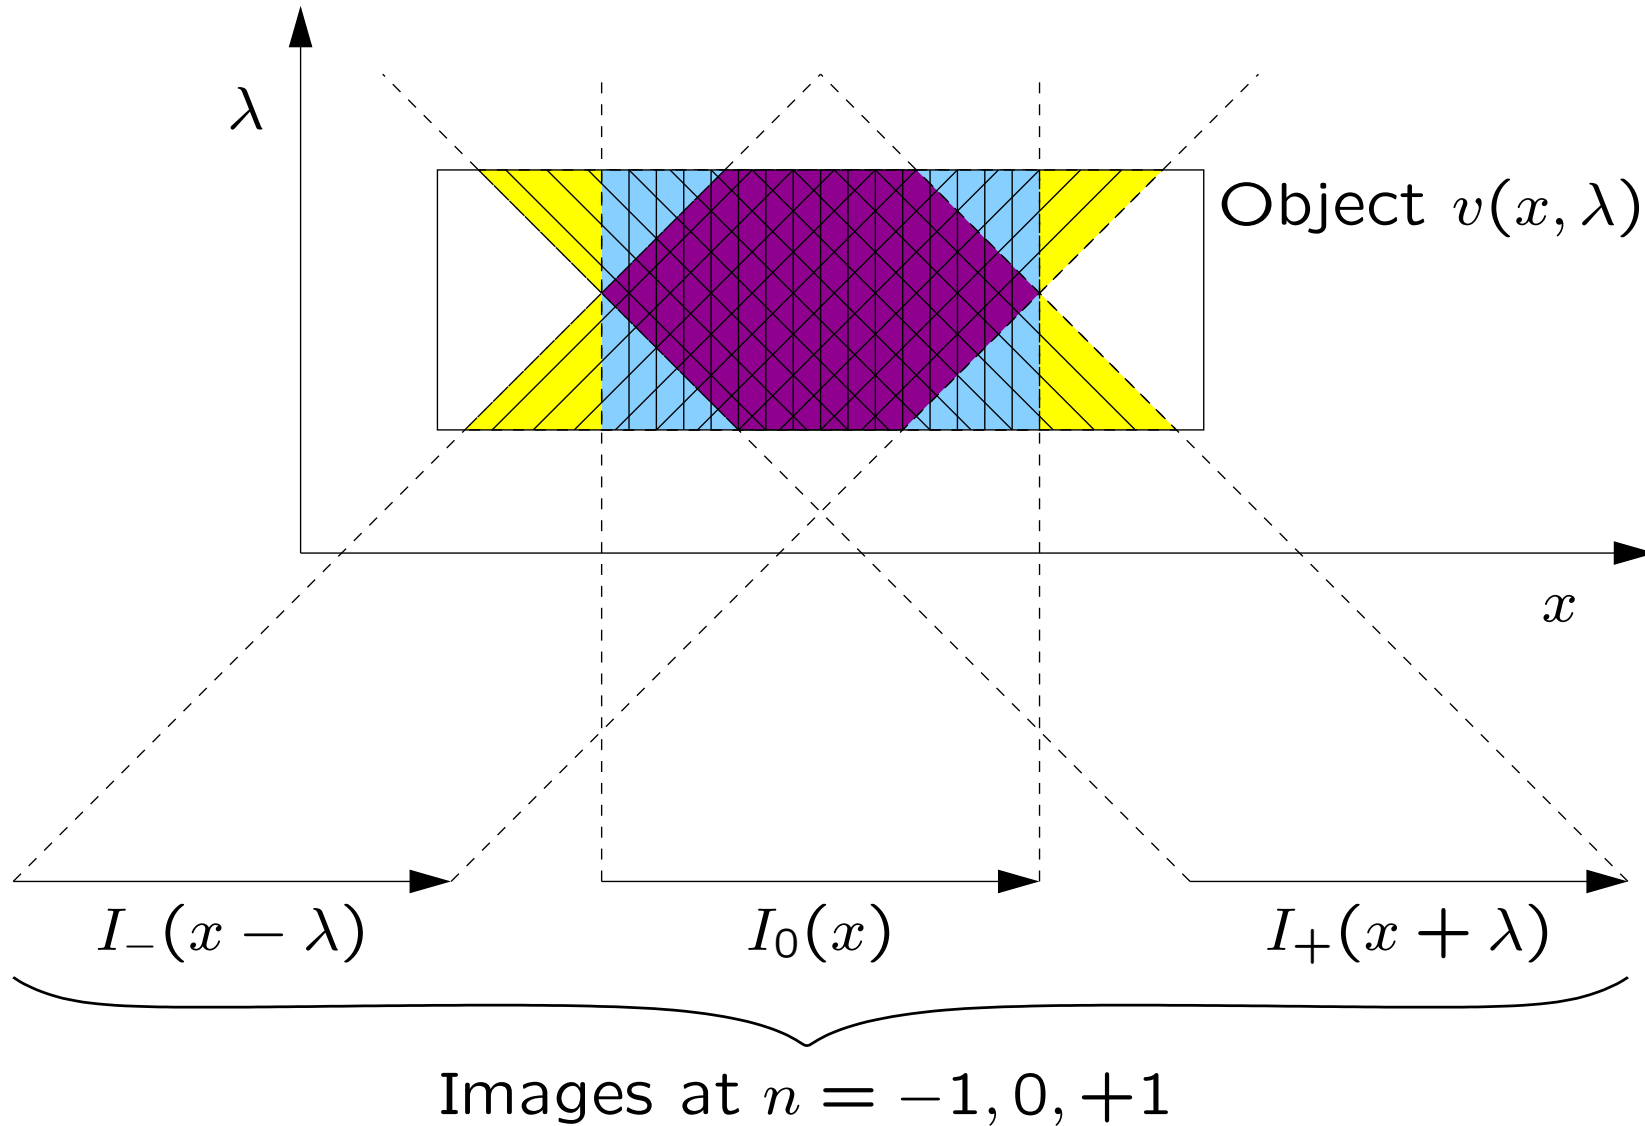 λ
Object v(x, λ)
x
I₋(x − λ)
I₀(x)
I₊(x + λ)
Images at n = −1, 0, +1